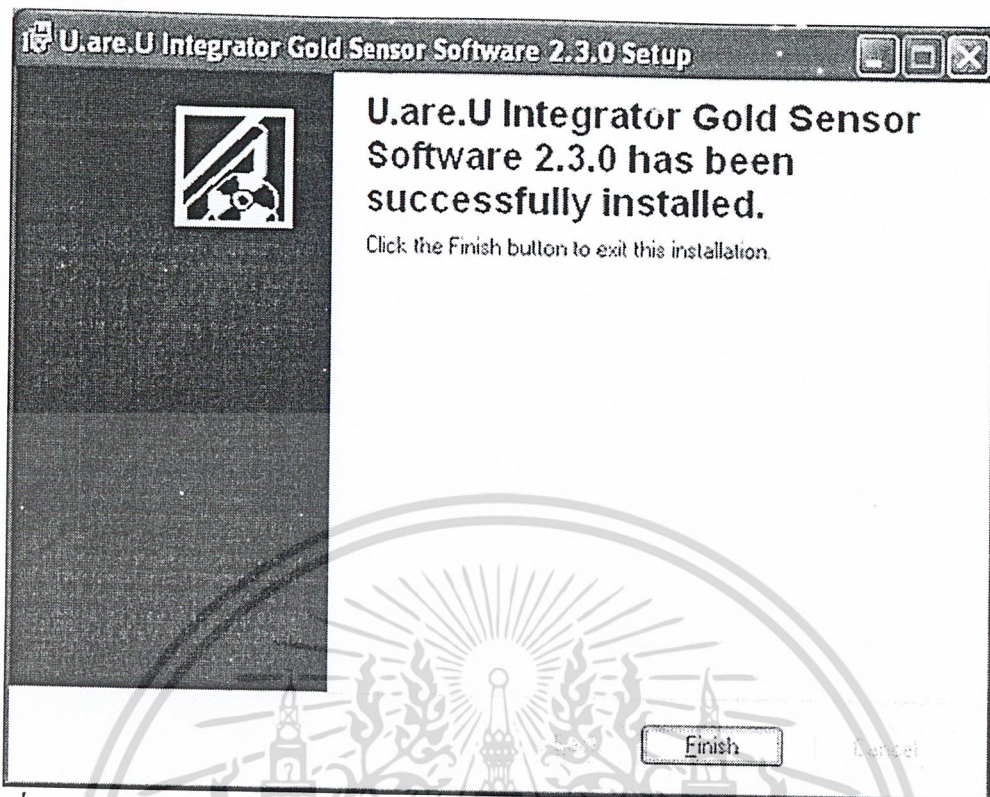 U.are.U Integrator Gold Sensor Software 2.3.0 Setup
U.are.U Integrator Gold Sensor
Software 2.3.0 has been
successfully installed.
Click the Finish button to exit this installation.
Finish
Cancel